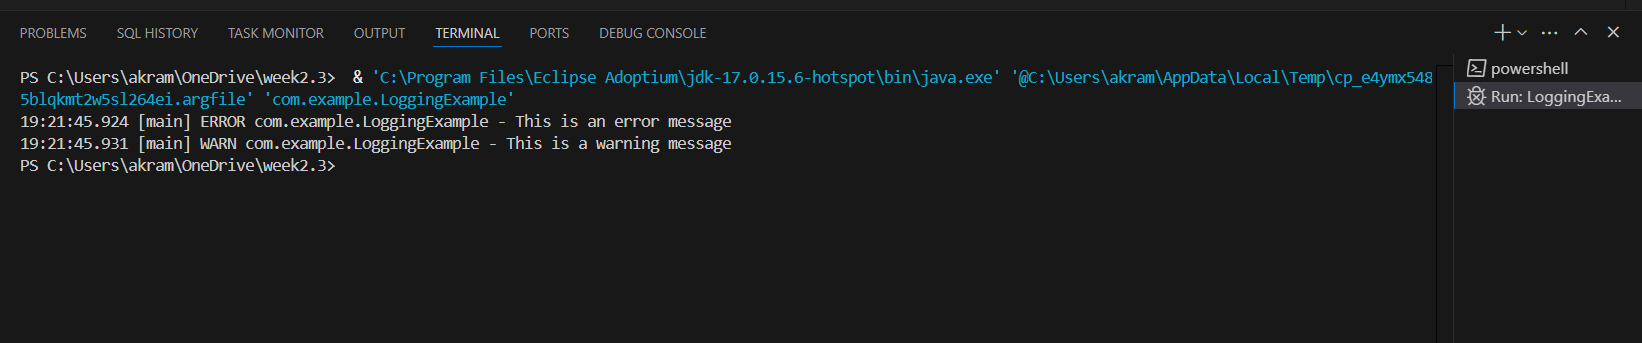 PROBLEMS SQL HISTORY TASK MONITOR OUTPUT TERMINAL PORTS DEBUG CONSOLE
PS C:\Users\akram\OneDrive\week2.3>  & 'C:\Program Files\Eclipse Adoptium\jdk-17.0.15.6-hotspot\bin\java.exe' '@C:\Users\akram\AppData\Local\Temp\cp_e4ymx548
5blqkmt2w5sl264ei.argfile' 'com.example.LoggingExample'
19:21:45.924 [main] ERROR com.example.LoggingExample - This is an error message
19:21:45.931 [main] WARN com.example.LoggingExample - This is a warning message
PS C:\Users\akram\OneDrive\week2.3>
powershell
Run: LoggingExa...